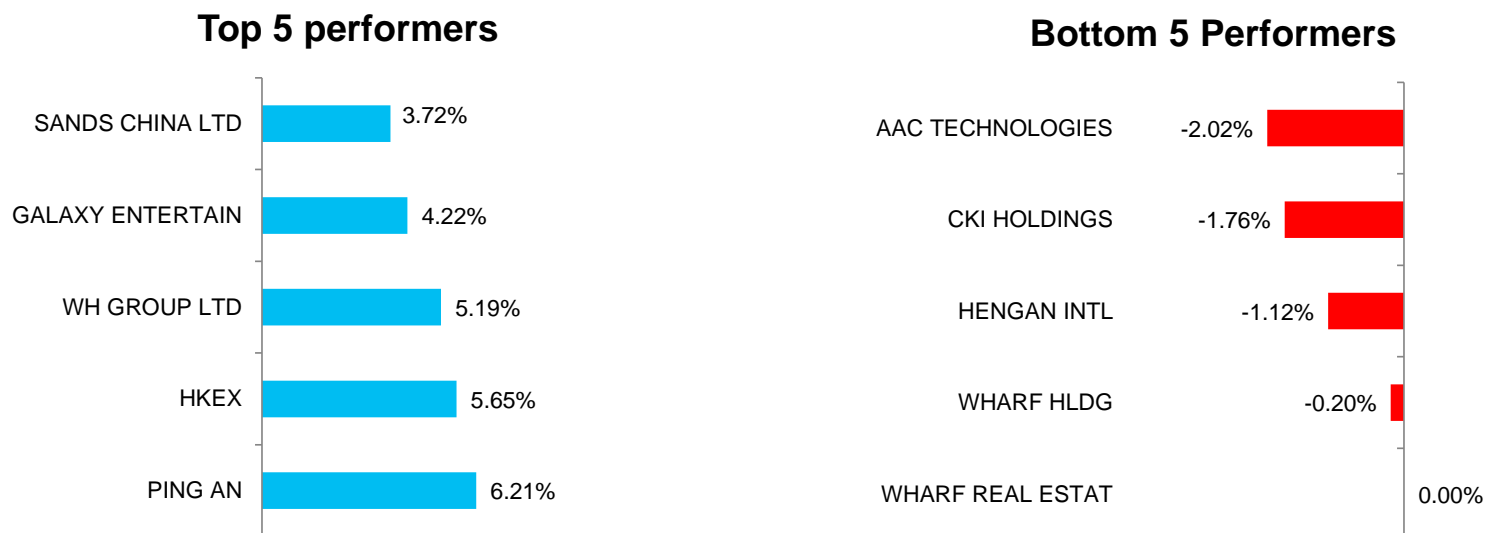 Top 5 performers
SANDS CHINA LTD 3.72%
GALAXY ENTERTAIN 4.22%
WH GROUP LTD 5.19%
HKEX 5.65%
PING AN 6.21%
Bottom 5 Performers
AAC TECHNOLOGIES -2.02%
CKI HOLDINGS -1.76%
HENGAN INTL -1.12%
WHARF HLDG -0.20%
WHARF REAL ESTAT 0.00%